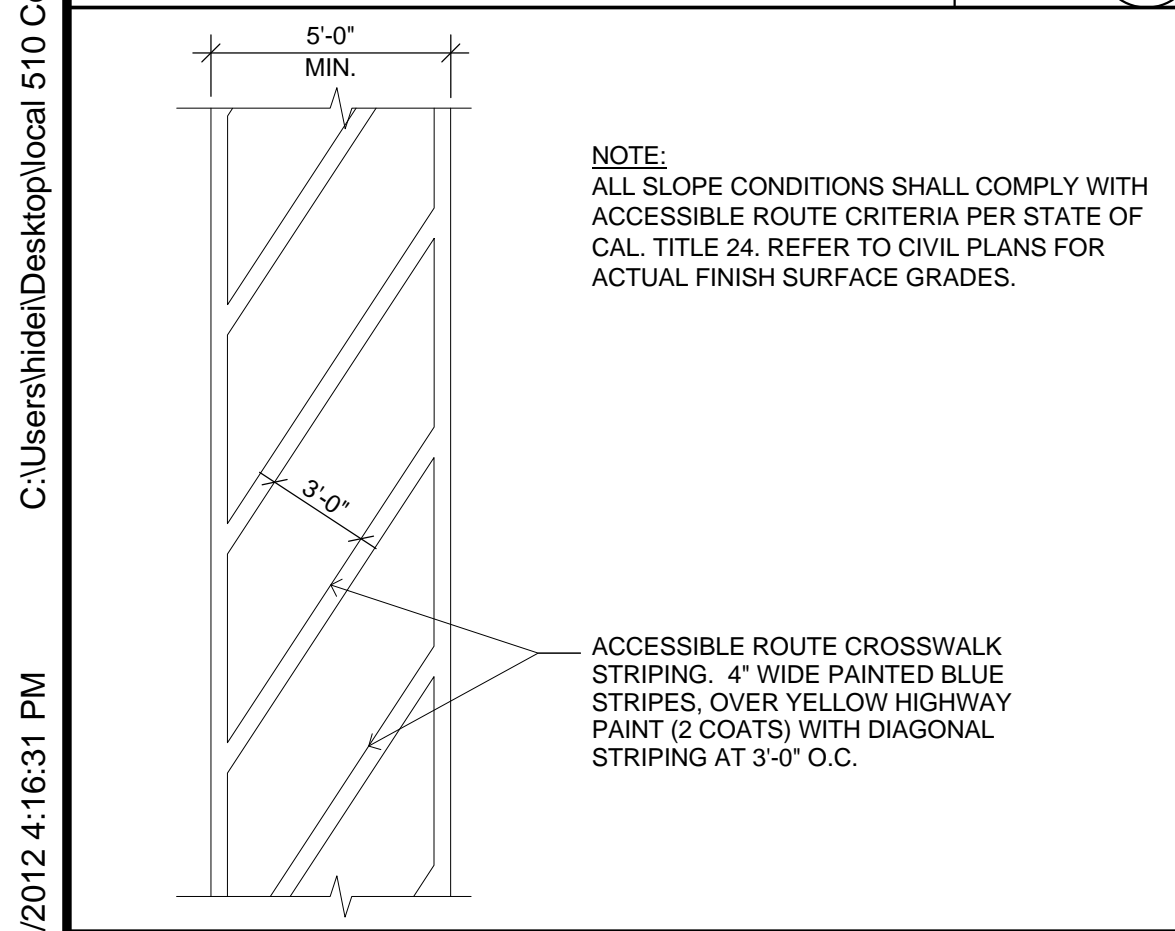 5'-0"
MIN.
NOTE:
ALL SLOPE CONDITIONS SHALL COMPLY WITH
ACCESSIBLE ROUTE CRITERIA PER STATE OF
CAL. TITLE 24. REFER TO CIVIL PLANS FOR
ACTUAL FINISH SURFACE GRADES.
3'-0"
ACCESSIBLE ROUTE CROSSWALK
STRIPING.  4" WIDE PAINTED BLUE
STRIPES, OVER YELLOW HIGHWAY
PAINT (2 COATS) WITH DIAGONAL
STRIPING AT 3'-0" O.C.
/2012 4:16:31 PM
C:\Users\hidei\Desktop\local 510 Co